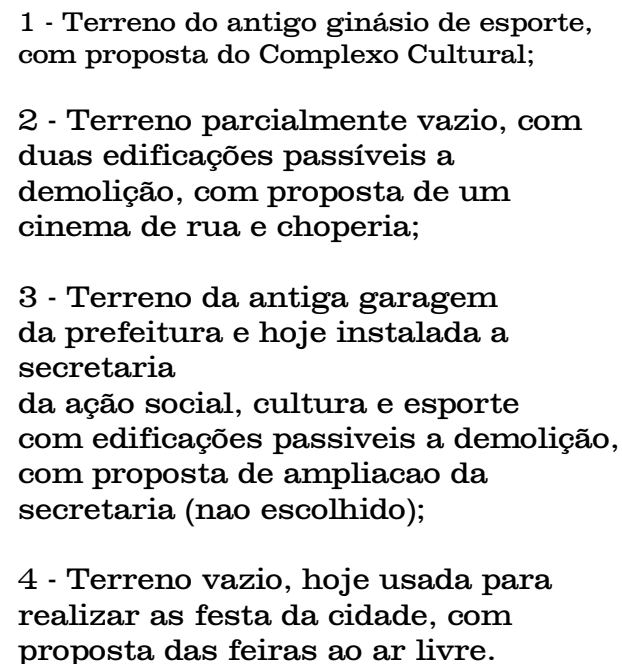 1 - Terreno do antigo ginásio de esporte,
com proposta do Complexo Cultural;
2 - Terreno parcialmente vazio, com
duas edificações passíveis a
demolição, com proposta de um
cinema de rua e choperia;
3 - Terreno da antiga garagem
da prefeitura e hoje instalada a
secretaria
da ação social, cultura e esporte
com edificações passiveis a demolição,
com proposta de ampliacao da
secretaria (nao escolhido);
4 - Terreno vazio, hoje usada para
realizar as festa da cidade, com
proposta das feiras ao ar livre.